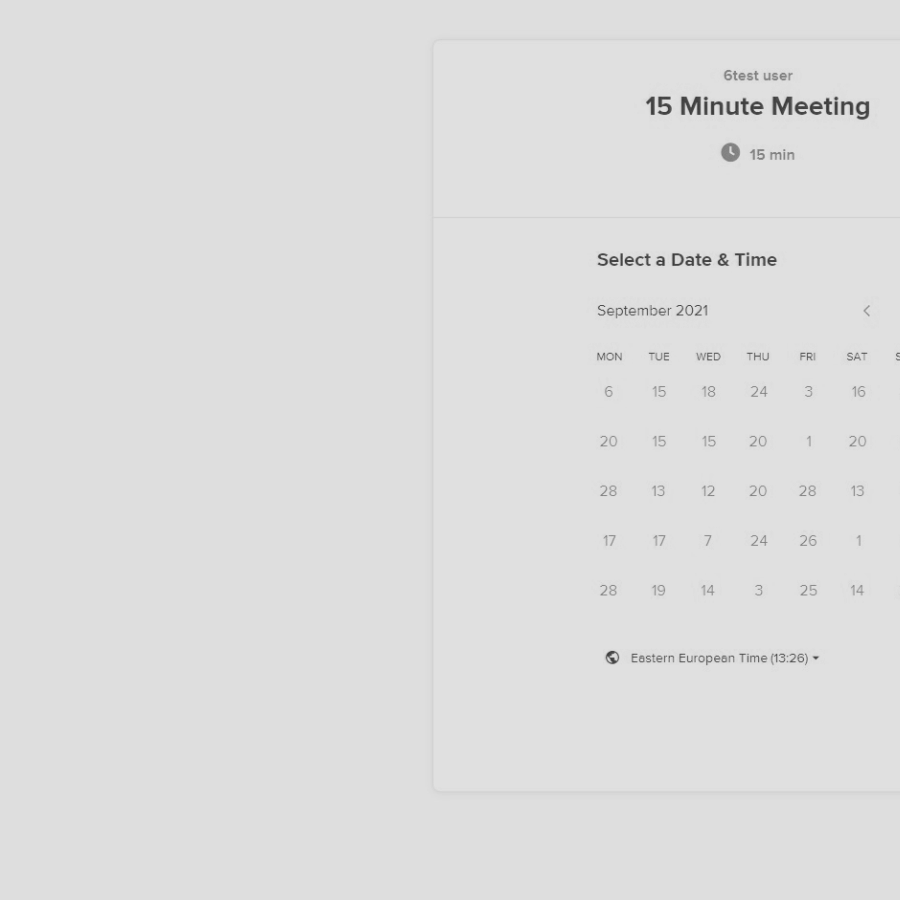 6test user
15 Minute Meeting
15 min
Select a Date & Time
September 2021
MON TUE WED THU FRI SAT
6 15 18 24 3 16
20 15 15 20 1 20
28 13 12 20 28 13
17 17 7 24 26 1
28 19 14 3 25 14
Eastern European Time (13:26)